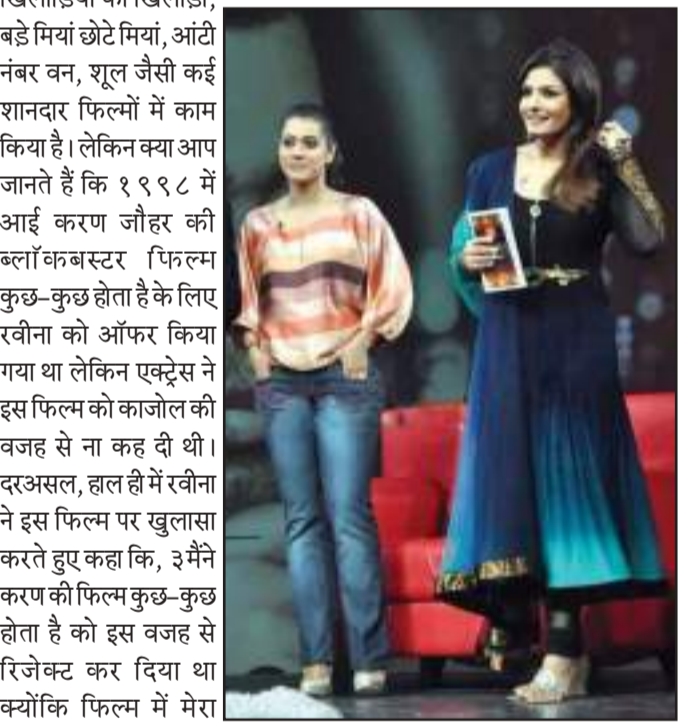 खिलाड़ियों का खिलाड़ी,
बड़े मियां छोटे मियां, आंटी
नंबर वन, शूल जैसी कई
शानदार फिल्मों में काम
किया है। लेकिन क्या आप
जानते हैं कि १९९८ में
आई करण जौहर की
ब्लॉकबस्टर फिल्म
कुछ–कुछ होता है के लिए
रवीना को ऑफर किया
गया था लेकिन एक्ट्रेस ने
इस फिल्म को काजोल की
वजह से ना कह दी थी।
दरअसल, हाल ही में रवीना
ने इस फिल्म पर खुलासा
करते हुए कहा कि, ३मैंने
करण की फिल्म कुछ–कुछ
होता है को इस वजह से
रिजेक्ट कर दिया था
क्योंकि फिल्म में मेरा